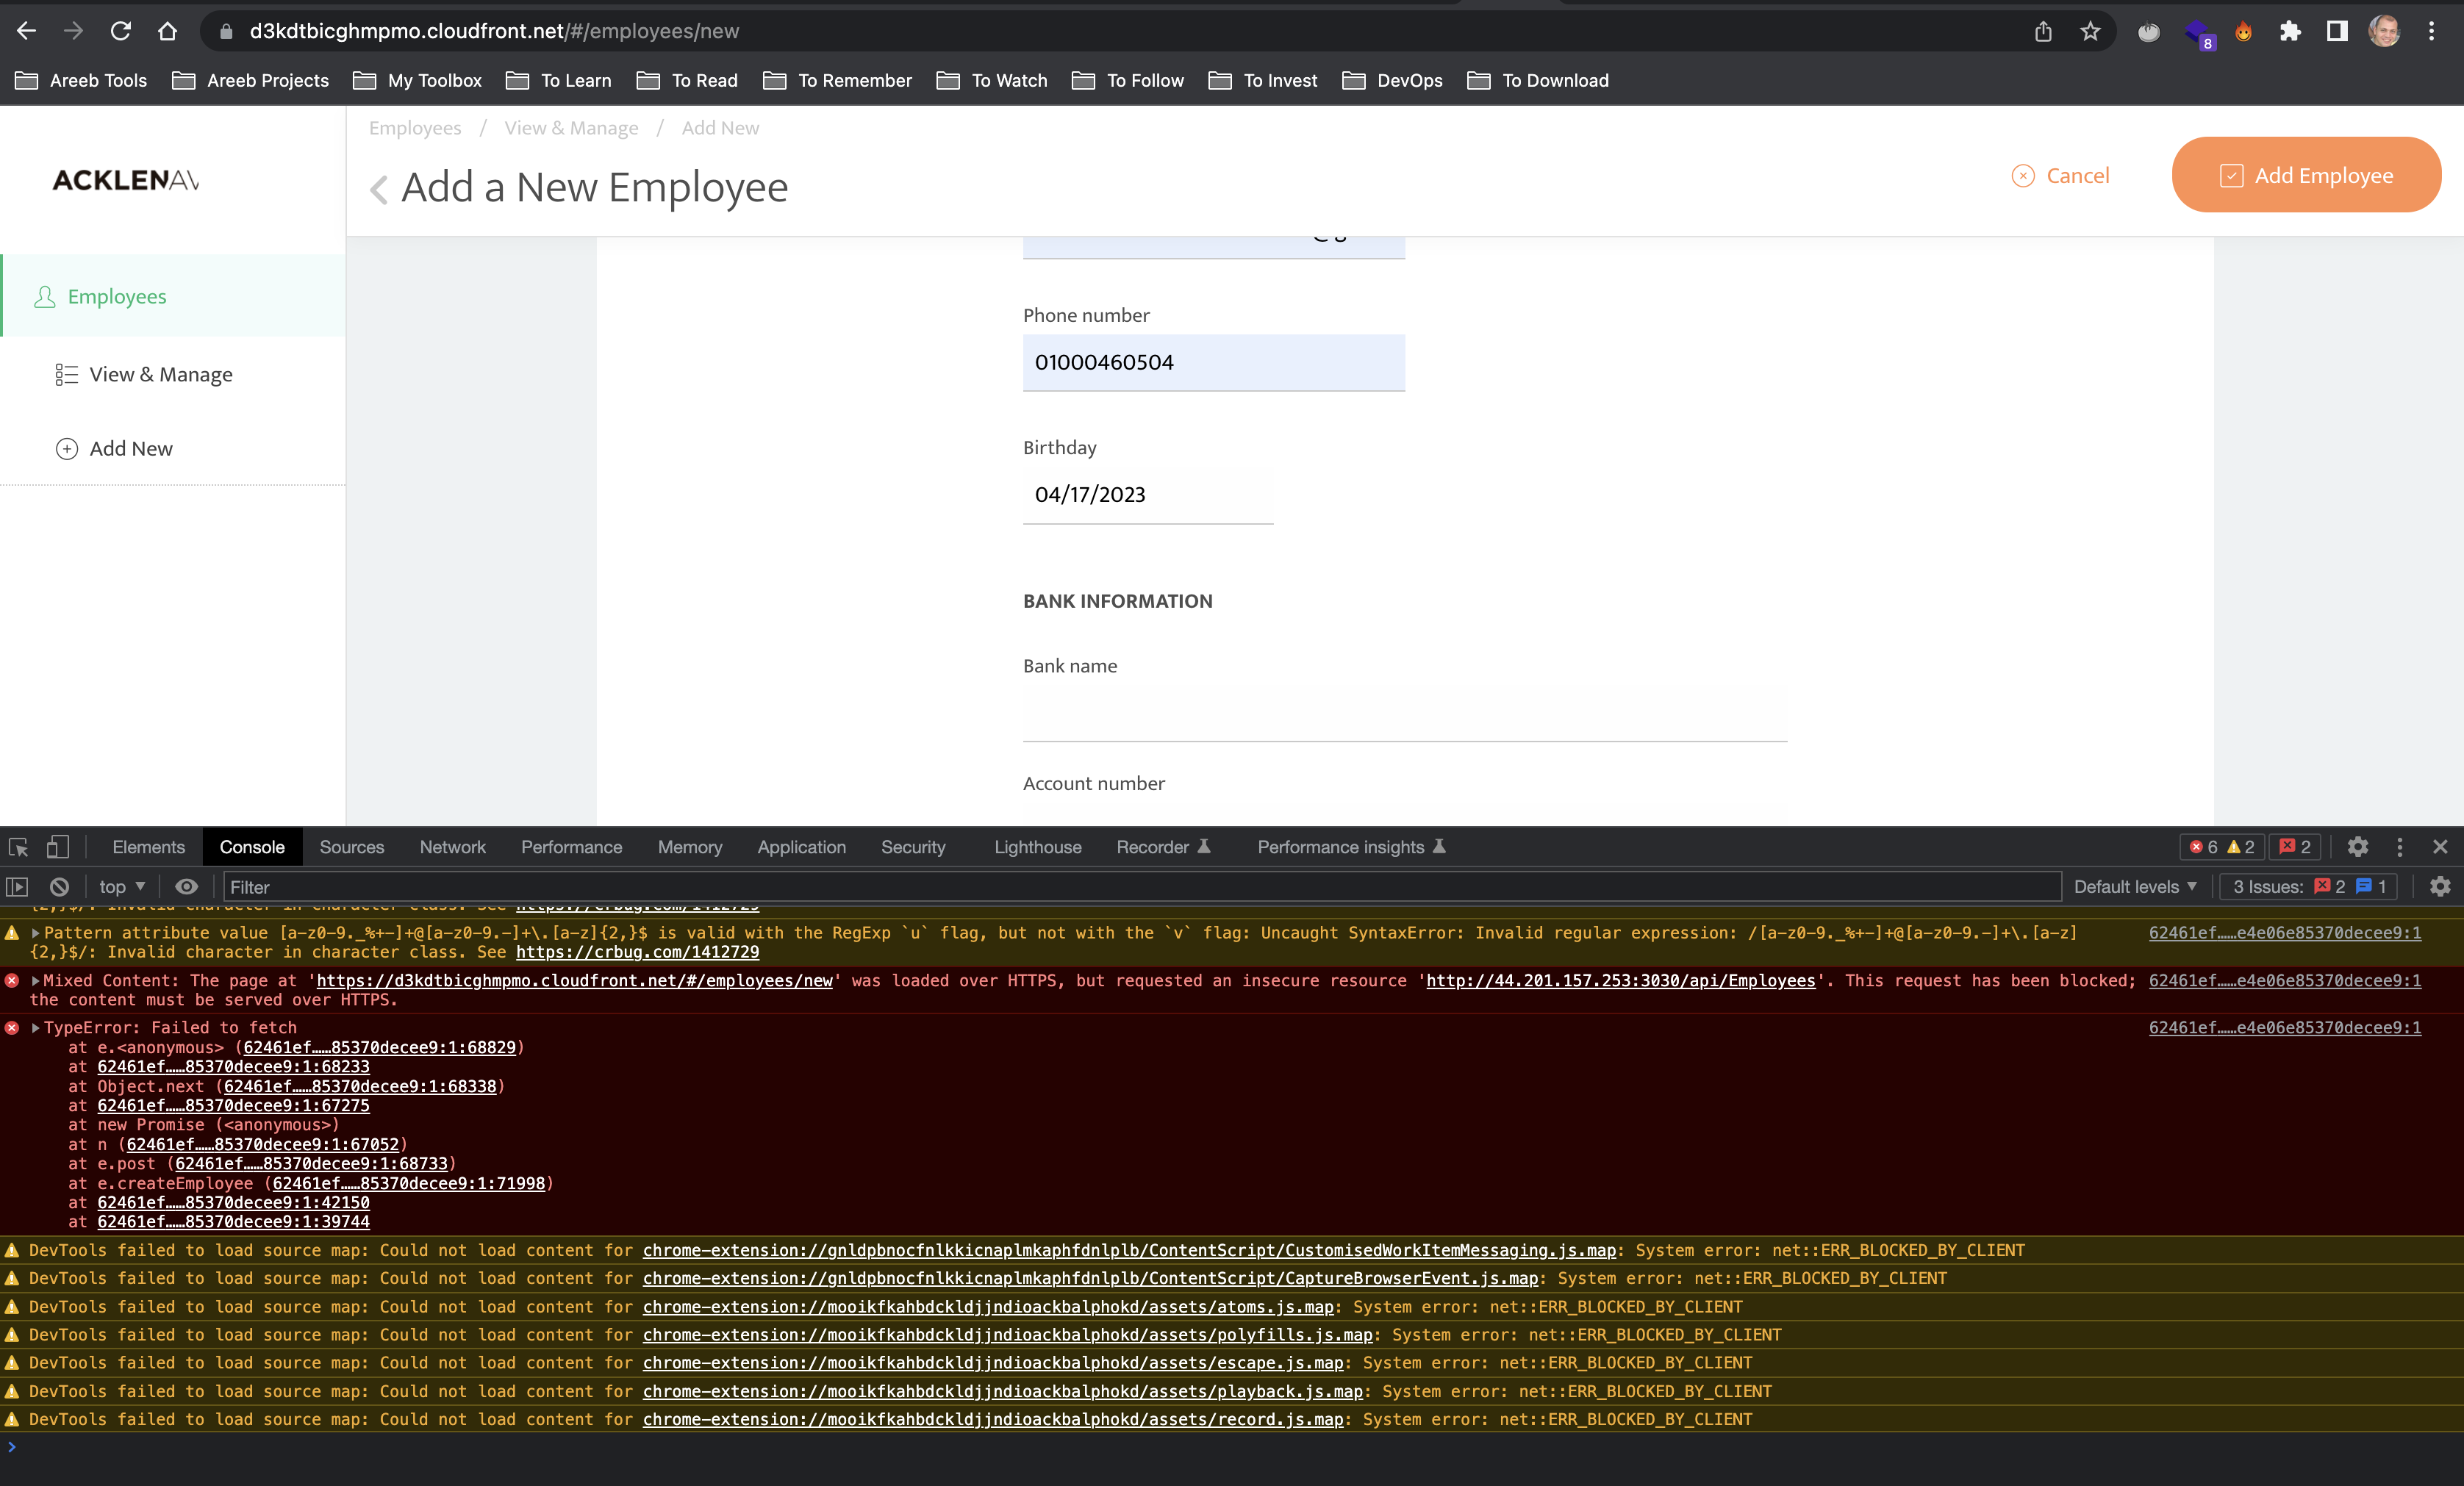 d3kdtbicghmpmo.cloudfront.net/#/employees/new
8
Areeb Tools
Areeb Projects
My Toolbox
To Learn
To Read
To Remember
To Watch
To Follow
To Invest
DevOps
To Download
ACKLENAV
Employees / View & Manage / Add New
Add a New Employee
Cancel
Add Employee
Employees
View & Manage
Add New
Phone number
01000460504
Birthday
04/17/2023
BANK INFORMATION
Bank name
Account number
Elements Console Sources Network Performance Memory Application Security Lighthouse Recorder Performance insights 6 2 2
top Filter Default levels 3 Issues: 2 1
{2,}$/: Invalid character in character class. See https://crbug.com/1412729
Pattern attribute value [a-z0-9._%+-]+@[a-z0-9.-]+\.[a-z]{2,}$ is valid with the RegExp `u` flag, but not with the `v` flag: Uncaught SyntaxError: Invalid regular expression: /[a-z0-9._%+-]+@[a-z0-9.-]+\.[a-z] 62461ef……e4e06e85370decee9:1
{2,}$/: Invalid character in character class. See https://crbug.com/1412729
Mixed Content: The page at 'https://d3kdtbicghmpmo.cloudfront.net/#/employees/new' was loaded over HTTPS, but requested an insecure resource 'http://44.201.157.253:3030/api/Employees'. This request has been blocked; 62461ef……e4e06e85370decee9:1
the content must be served over HTTPS.
TypeError: Failed to fetch 62461ef……e4e06e85370decee9:1
at e.<anonymous> (62461ef……85370decee9:1:68829)
at 62461ef……85370decee9:1:68233
at Object.next (62461ef……85370decee9:1:68338)
at 62461ef……85370decee9:1:67275
at new Promise (<anonymous>)
at n (62461ef……85370decee9:1:67052)
at e.post (62461ef……85370decee9:1:68733)
at e.createEmployee (62461ef……85370decee9:1:71998)
at 62461ef……85370decee9:1:42150
at 62461ef……85370decee9:1:39744
DevTools failed to load source map: Could not load content for chrome-extension://gnldpbnocfnlkkicnaplmkaphfdnlplb/ContentScript/CustomisedWorkItemMessaging.js.map: System error: net::ERR_BLOCKED_BY_CLIENT
DevTools failed to load source map: Could not load content for chrome-extension://gnldpbnocfnlkkicnaplmkaphfdnlplb/ContentScript/CaptureBrowserEvent.js.map: System error: net::ERR_BLOCKED_BY_CLIENT
DevTools failed to load source map: Could not load content for chrome-extension://mooikfkahbdckldjjndioackbalphokd/assets/atoms.js.map: System error: net::ERR_BLOCKED_BY_CLIENT
DevTools failed to load source map: Could not load content for chrome-extension://mooikfkahbdckldjjndioackbalphokd/assets/polyfills.js.map: System error: net::ERR_BLOCKED_BY_CLIENT
DevTools failed to load source map: Could not load content for chrome-extension://mooikfkahbdckldjjndioackbalphokd/assets/escape.js.map: System error: net::ERR_BLOCKED_BY_CLIENT
DevTools failed to load source map: Could not load content for chrome-extension://mooikfkahbdckldjjndioackbalphokd/assets/playback.js.map: System error: net::ERR_BLOCKED_BY_CLIENT
DevTools failed to load source map: Could not load content for chrome-extension://mooikfkahbdckldjjndioackbalphokd/assets/record.js.map: System error: net::ERR_BLOCKED_BY_CLIENT